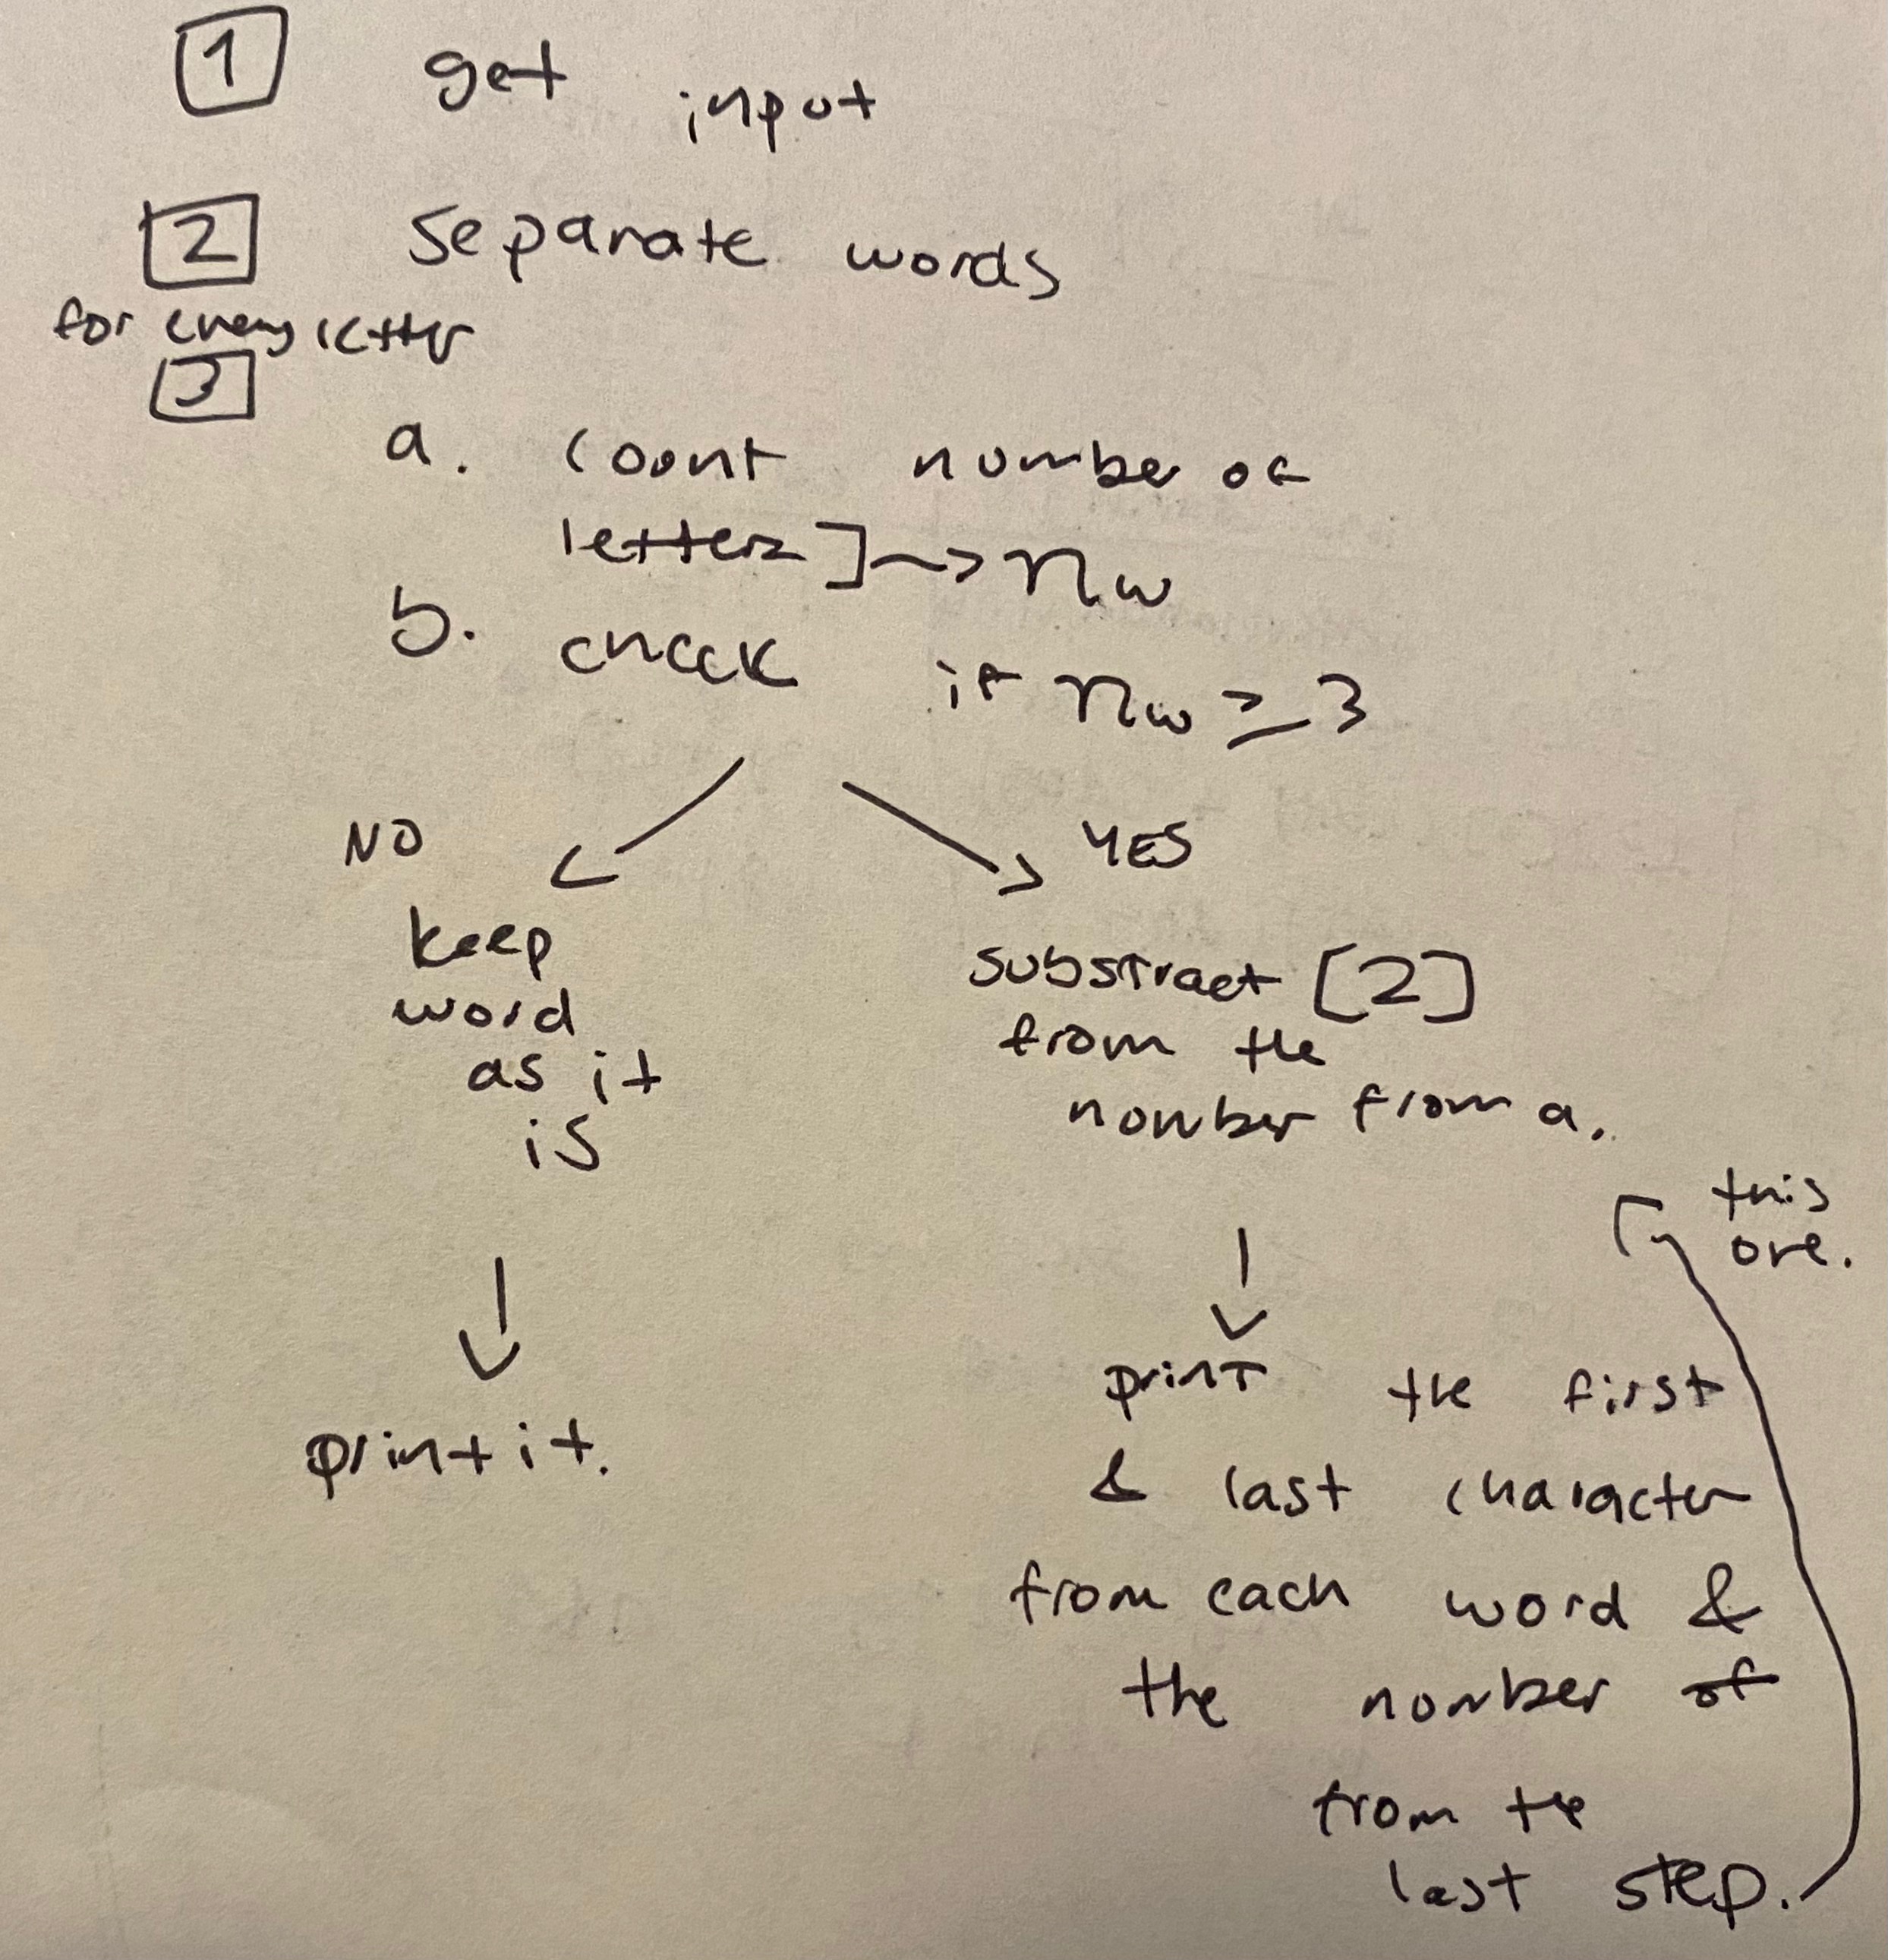 1 get input
2 separate words
for every letter
3
a. count number of
letters ] → nw
b. check if nw ≥ 3
NO
keep
word
as it
is
print it.
YES
substract [2]
from the
number from a.
this
one.
print the first
& last character
from each word &
the number of
from the
last step.